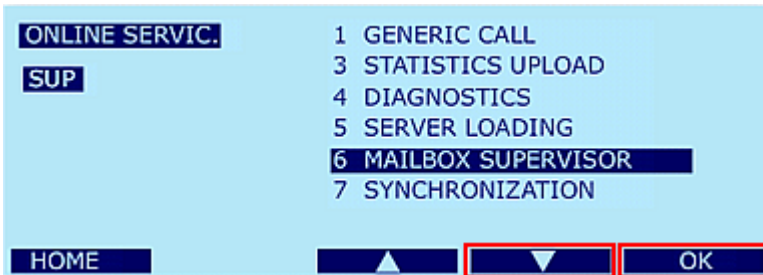 ONLINE SERVIC.
SUP
1 GENERIC CALL
3 STATISTICS UPLOAD
4 DIAGNOSTICS
5 SERVER LOADING
6 MAILBOX SUPERVISOR
7 SYNCHRONIZATION
HOME ▲ ▼ OK